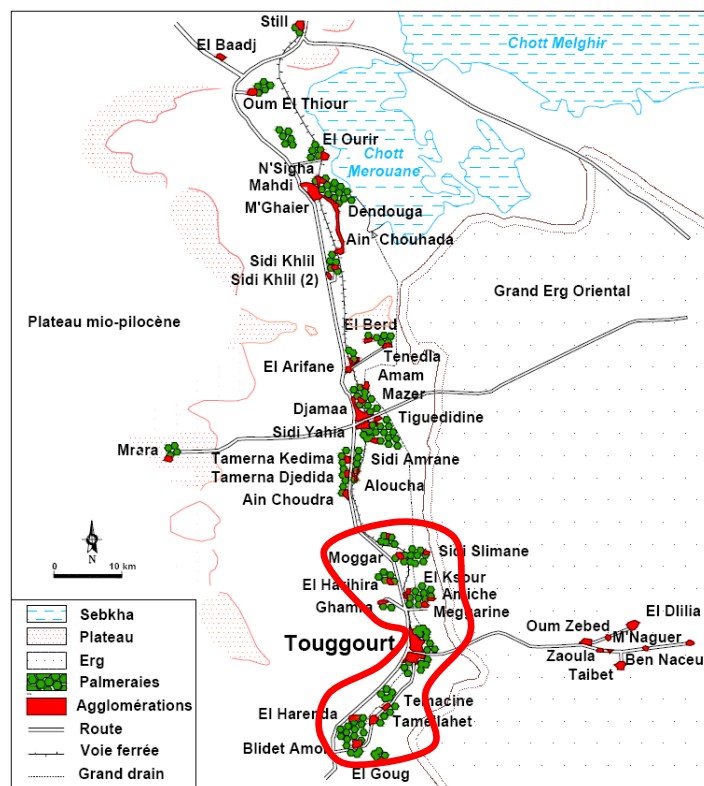 Still
El Baadj
Chott Melghir
Oum El Thiour
El Ourir
N'Sigha
Chott
Merouane
Mahdi
M'Ghaier
Dendouga
Ain Chouhada
Sidi Khlil
Sidi Khlil (2)
Grand Erg Oriental
Plateau mio-pilocène
El Berd
Tenedla
El Arifane
Amam
Mazer
Djamaa
Tiguedidine
Sidi Yahia
Mrara
Tamerna Kedima
Sidi Amrane
Tamerna Djedida
Aloucha
Ain Choudra
Moggar
Sidi Slimane
El Harihira
El Ksour
Ghamra
Meggarine
N
0 10 km
El Dlilia
Oum Zebed
M'Naguer
Touggourt
Zaoula
Ben Naceu
Taibet
Temacine
El Harenda
Tamellahet
Blidet Amor
El Goug
Sebkha
Plateau
Erg
Palmeraies
Agglomérations
Route
Voie ferrée
Grand drain